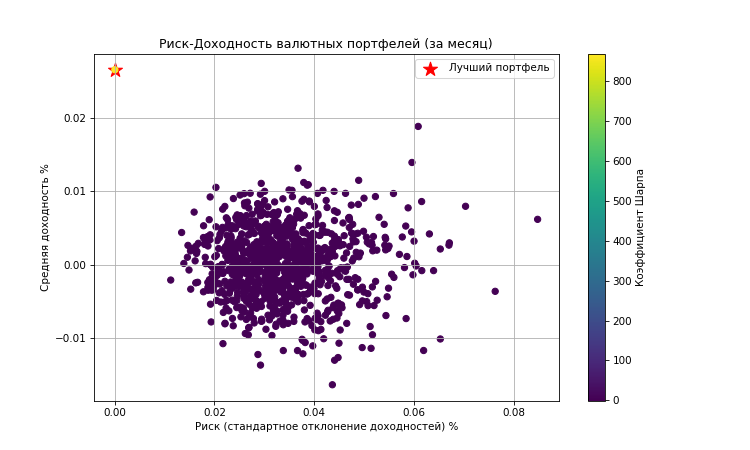 Риск-Доходность валютных портфелей (за месяц)
Лучший портфель
Средняя доходность %
0.02
0.01
0.00
−0.01
0.00 0.02 0.04 0.06 0.08
Риск (стандартное отклонение доходностей) %
800
700
600
500
400
300
200
100
0
Коэффициент Шарпа